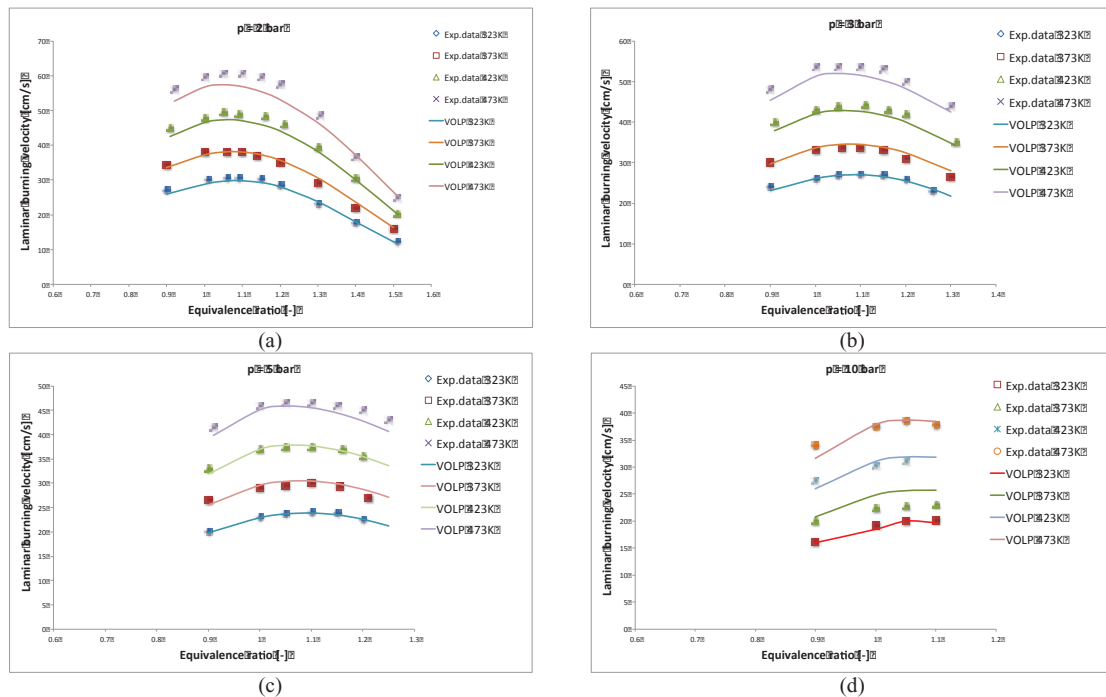 p⍰=⍰2⍰bar⍰
Laminar⍰burning⍰velocity⍰[cm/s]⍰
70⍰
60⍰
50⍰
40⍰
30⍰
20⍰
10⍰
0⍰
0.6⍰ 0.7⍰ 0.8⍰ 0.9⍰ 1⍰ 1.1⍰ 1.2⍰ 1.3⍰ 1.4⍰ 1.5⍰ 1.6⍰
Equivalence⍰ratio⍰[-]⍰
Exp.data⍰323K⍰
Exp.data⍰373K⍰
Exp.data⍰423K⍰
Exp.data⍰473K⍰
VOLP⍰323K⍰
VOLP⍰373K⍰
VOLP⍰423K⍰
VOLP⍰473K⍰
(a)
p⍰=⍰3⍰bar⍰
Laminar⍰burning⍰velocity⍰[cm/s]⍰
60⍰
50⍰
40⍰
30⍰
20⍰
10⍰
0⍰
0.6⍰ 0.7⍰ 0.8⍰ 0.9⍰ 1⍰ 1.1⍰ 1.2⍰ 1.3⍰ 1.4⍰
Equivalence⍰ratio⍰[-]⍰
Exp.data⍰323K⍰
Exp.data⍰373K⍰
Exp.data⍰423K⍰
Exp.data⍰473K⍰
VOLP⍰323K⍰
VOLP⍰373K⍰
VOLP⍰423K⍰
VOLP⍰473K⍰
(b)
p⍰=⍰5⍰bar⍰
Laminar⍰burning⍰velocity⍰[cm/s]⍰
50⍰
45⍰
40⍰
35⍰
30⍰
25⍰
20⍰
15⍰
10⍰
5⍰
0⍰
0.6⍰ 0.7⍰ 0.8⍰ 0.9⍰ 1⍰ 1.1⍰ 1.2⍰ 1.3⍰
Equivalence⍰ratio⍰[-]⍰
Exp.data⍰323K⍰
Exp.data⍰373K⍰
Exp.data⍰423K⍰
Exp.data⍰473K⍰
VOLP⍰323K⍰
VOLP⍰373K⍰
VOLP⍰423K⍰
VOLP⍰473K⍰
(c)
p⍰=⍰10⍰bar⍰
Laminar⍰burning⍰velocity⍰[cm/s]⍰
45⍰
40⍰
35⍰
30⍰
25⍰
20⍰
15⍰
10⍰
5⍰
0⍰
0.6⍰ 0.7⍰ 0.8⍰ 0.9⍰ 1⍰ 1.1⍰ 1.2⍰
Equivalence⍰ratio⍰[-]⍰
Exp.data⍰323K⍰
Exp.data⍰373K⍰
Exp.data⍰423K⍰
Exp.data⍰473K⍰
VOLP⍰323K⍰
VOLP⍰373K⍰
VOLP⍰423K⍰
VOLP⍰473K⍰
(d)